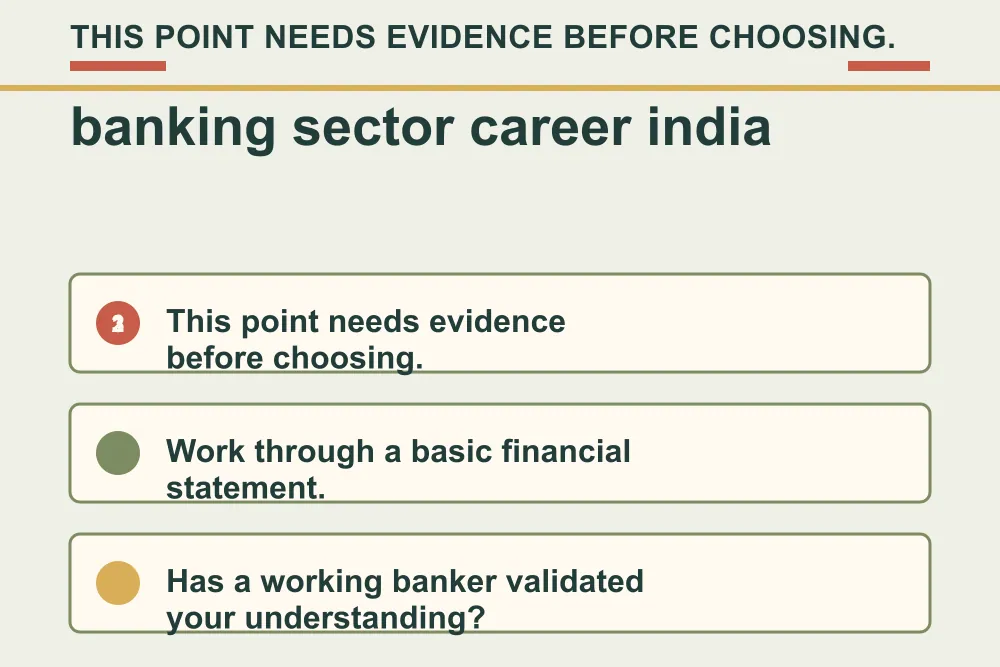 THIS POINT NEEDS EVIDENCE BEFORE CHOOSING.
banking sector career india
This point needs evidence
before choosing.
Work through a basic financial
statement.
Has a working banker validated
your understanding?